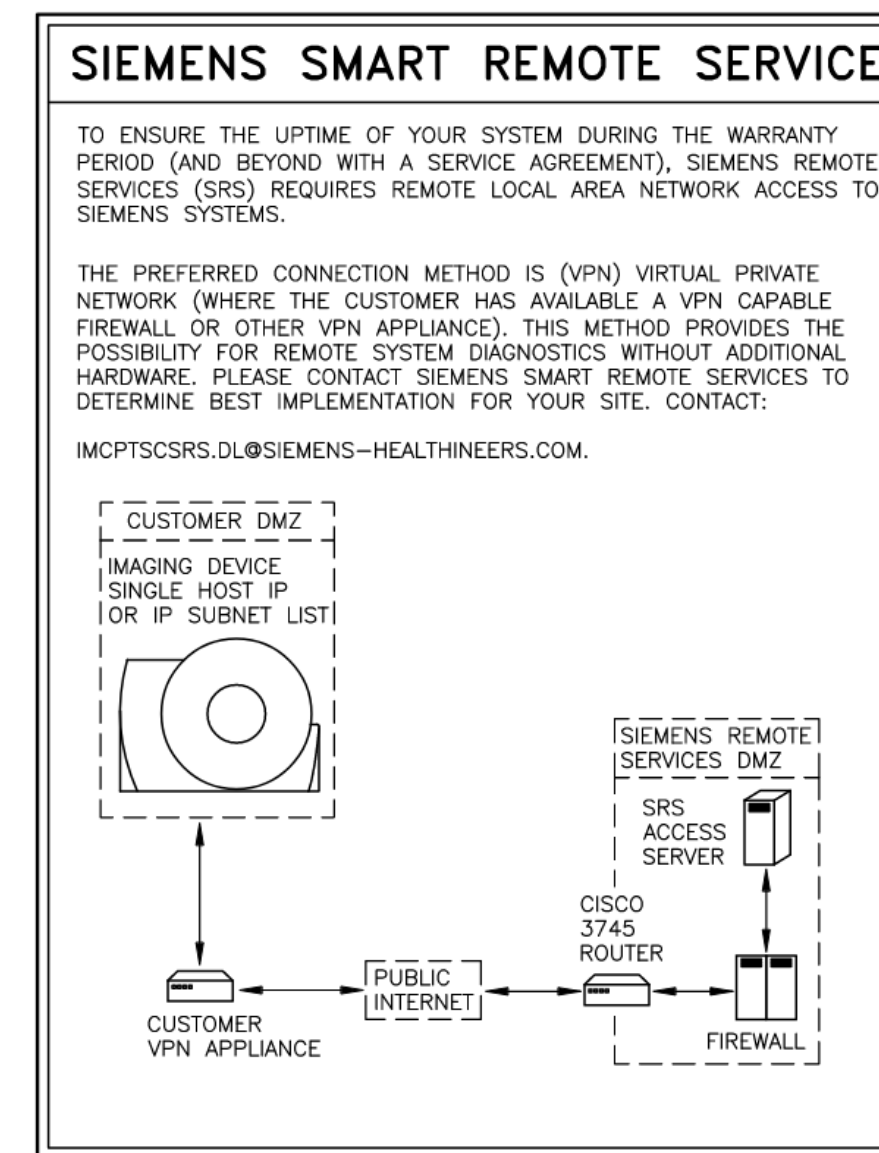 SIEMENS SMART REMOTE SERVICE
TO ENSURE THE UPTIME OF YOUR SYSTEM DURING THE WARRANTY
PERIOD (AND BEYOND WITH A SERVICE AGREEMENT), SIEMENS REMOTE
SERVICES (SRS) REQUIRES REMOTE LOCAL AREA NETWORK ACCESS TO
SIEMENS SYSTEMS.
THE PREFERRED CONNECTION METHOD IS (VPN) VIRTUAL PRIVATE
NETWORK (WHERE THE CUSTOMER HAS AVAILABLE A VPN CAPABLE
FIREWALL OR OTHER VPN APPLIANCE). THIS METHOD PROVIDES THE
POSSIBILITY FOR REMOTE SYSTEM DIAGNOSTICS WITHOUT ADDITIONAL
HARDWARE. PLEASE CONTACT SIEMENS SMART REMOTE SERVICES TO
DETERMINE BEST IMPLEMENTATION FOR YOUR SITE. CONTACT:
IMCPTSCSRS.DL@SIEMENS-HEALTHINEERS.COM.
CUSTOMER DMZ
IMAGING DEVICE
SINGLE HOST IP
OR IP SUBNET LIST
SIEMENS REMOTE
SERVICES DMZ
SRS
ACCESS
SERVER
CISCO
3745
ROUTER
PUBLIC
INTERNET
CUSTOMER
VPN APPLIANCE
FIREWALL